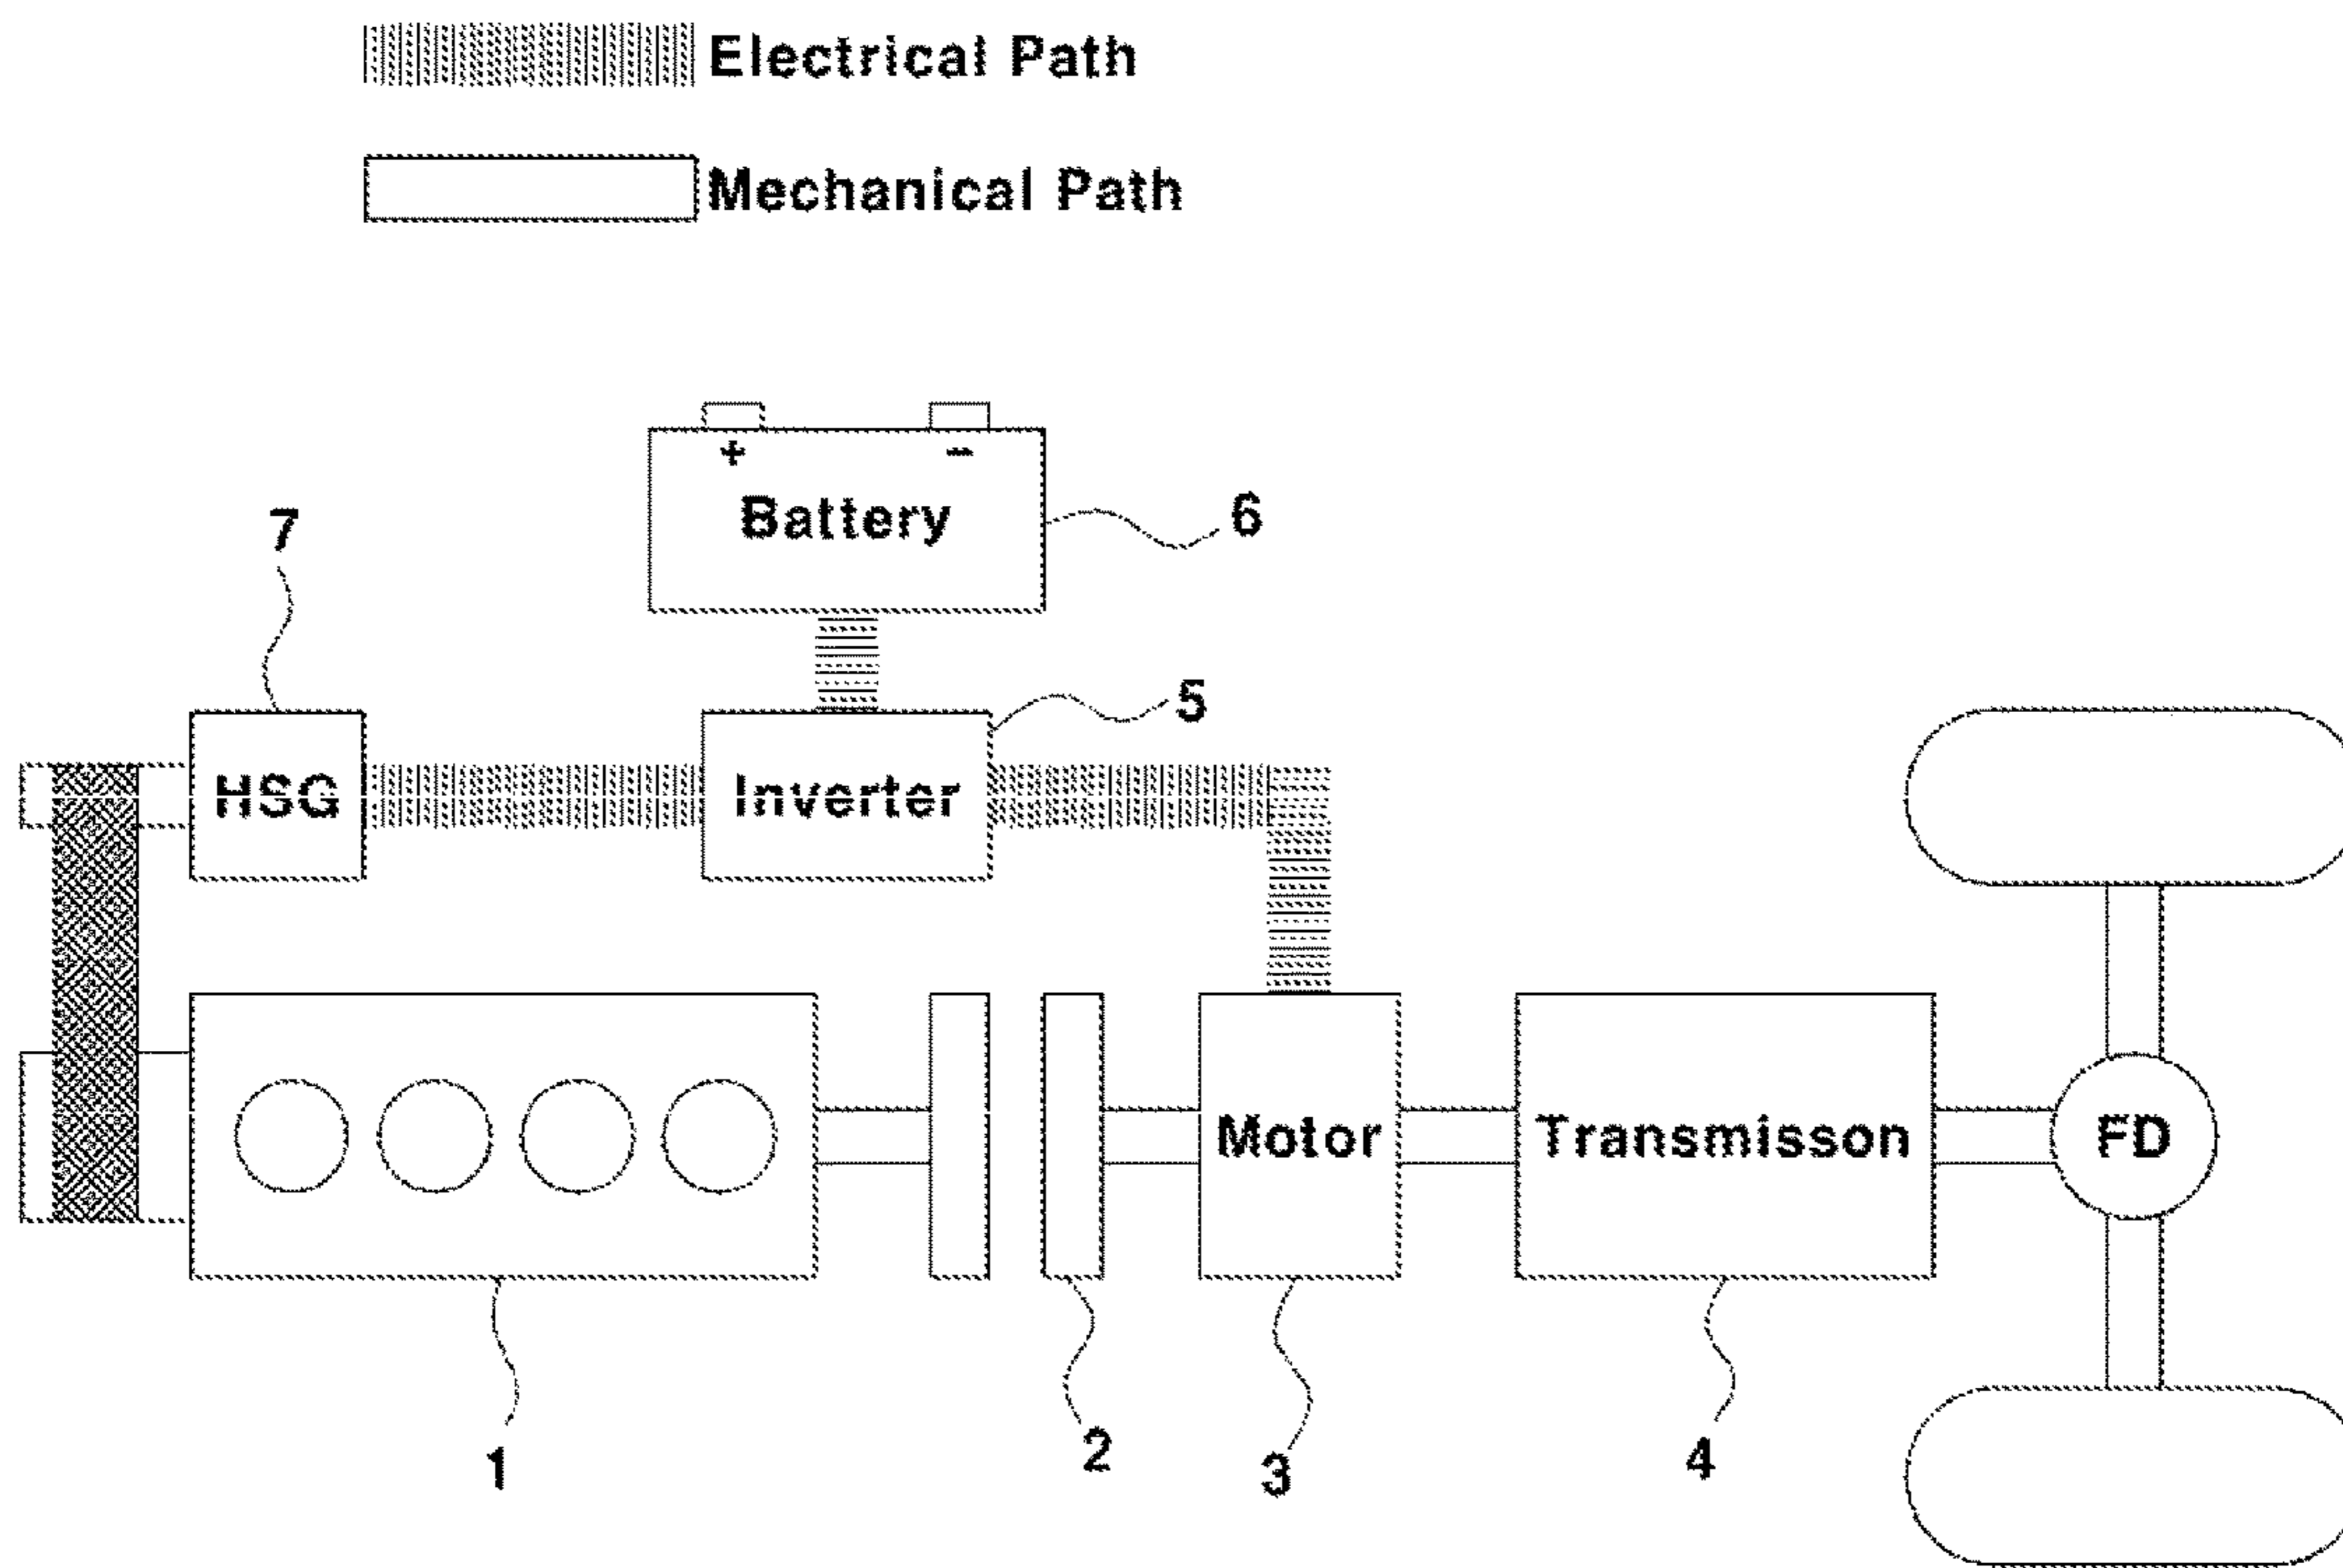 Electrical Path
Mechanical Path
+ −
Battery
6
7
5
HSG
Inverter
Motor
Transmisson
FD
1
2
3
4